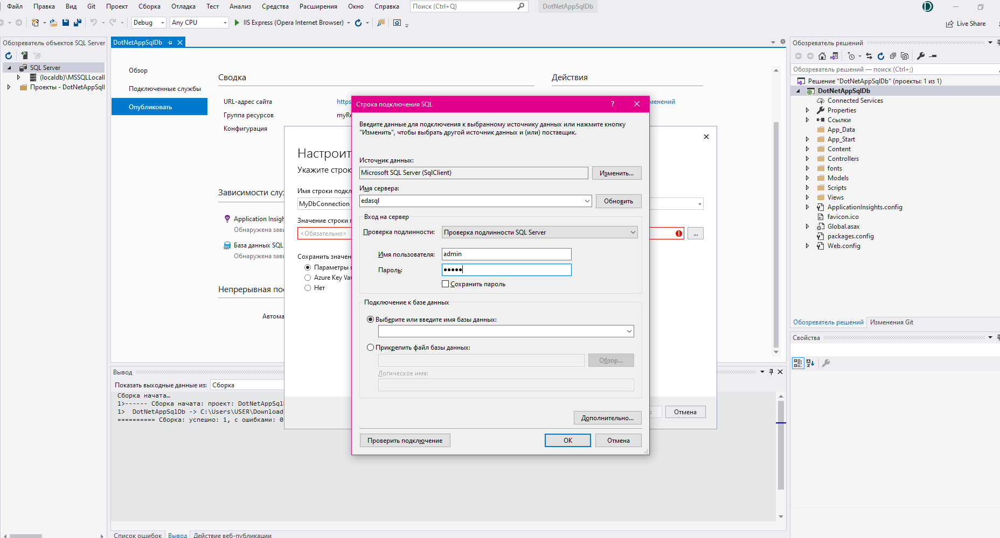 Файл Правка Вид Git Проект Сборка Отладка Тест Анализ Средства Расширения Окно Справка Поиск (Ctrl+Q) DotNetAppSqlDb
Debug Any CPU IIS Express (Opera Internet Browser) Live Share
Обозреватель объектов SQL Server
SQL Server
(localdb)\MSSQLLocall
Проекты - DotNetAppSqll
DotNetAppSqlDb
Обзор
Подключенные службы
Опубликовать
Сводка
Действия
URL-адрес сайта https
менений
Группа ресурсов myRe
Конфигурация
Зависимости слу
Application Insigh
Обнаружена зави
База данных SQL
SQL
Обнаружена зави
Непрерывная пос
Автома
Настроит
Укажите строк
Имя строки подкл
MyDbConnection
Значение строки п
<Обязательно>
...
Сохранить значен
Параметры
Azure Key Vau
Нет
Отмена
Строка подключения SQL ?
Введите данные для подключения к выбранному источнику данных или нажмите кнопку
"Изменить", чтобы выбрать другой источник данных и (или) поставщик.
Источник данных:
Microsoft SQL Server (SqlClient) Изменить...
Имя сервера:
edasql Обновить
Вход на сервер
Проверка подлинности: Проверка подлинности SQL Server
Имя пользователя: admin
Пароль: ●●●●●
Сохранить пароль
Подключение к базе данных
Выберите или введите имя базы данных:
Прикрепить файл базы данных:
Обзор...
Логическое имя:
Дополнительно...
Проверить подключение ОК Отмена
Вывод
Показать выходные данные из: Сборка
Сборка начата…
1>------ Сборка начата: проект: DotNetAppSql
1> DotNetAppSqlDb -> C:\Users\USER\Download
========== Сборка: успешно: 1, с ошибками: 0
Список ошибок Вывод Действие веб-публикации
Обозреватель решений
Обозреватель решений — поиск (Ctrl+;)
Решение "DotNetAppSqlDb" (проекты: 1 из 1)
DotNetAppSqlDb
Connected Services
Properties
Ссылки
App_Data
App_Start
Content
Controllers
fonts
Models
Scripts
Views
ApplicationInsights.config
favicon.ico
Global.asax
packages.config
Web.config
Обозреватель решений Изменения Git
Свойства